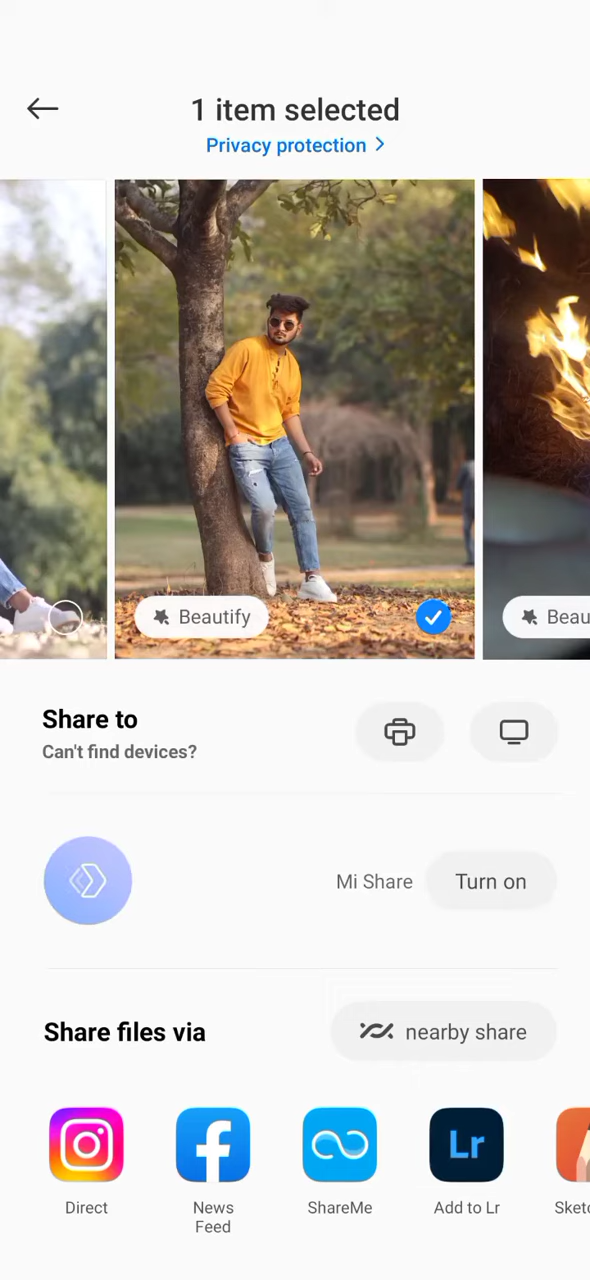 1 item selected
Privacy protection
Beautify
Beau
Share to
Can't find devices?
Mi Share
Turn on
Share files via
nearby share
Lr
Direct
News
Feed
ShareMe
Add to Lr
Sketc